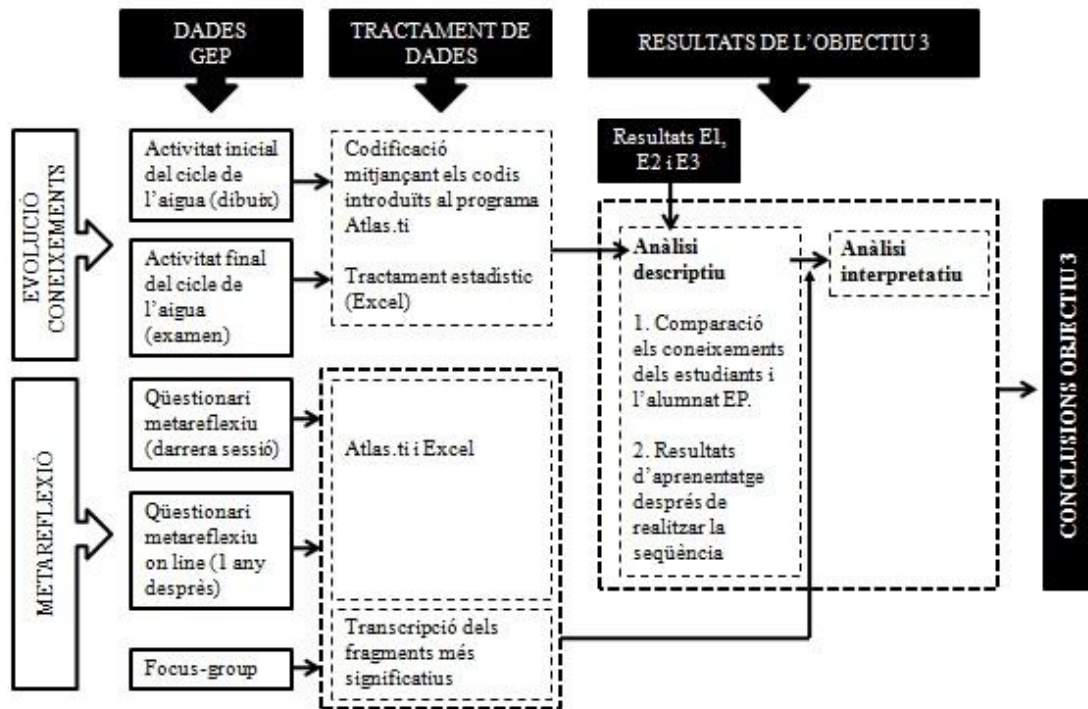 DADES
GEP
TRACTAMENT DE
DADES
RESULTATS DE L'OBJECTIU 3
EVOLUCIÓ
CONEIXEMENTS
Activitat inicial
del cicle de
l'aigua (dibuix)
Activitat final
del cicle de
l'aigua
(examen)
Codificació
mitjançant els codis
introduïts al programa
Atlas.ti
Tractament estadístic
(Excel)
Resultats E1,
E2 i E3
Anàlisi
descriptiu
1. Comparació
els coneixements
dels estudiants i
l'alumnat EP.
2. Resultats
d'aprenentatge
després de
realitzar la
seqüència
Anàlisi
interpretatiu
METAREFLEXIÓ
Qüestionari
metareflexiu
(darrera sessió)
Qüestionari
metareflexiu
on line (1 any
desprès)
Focus-group
Atlas.ti i Excel
Transcripció dels
fragments més
significatius
CONCLUSIONS OBJECTIU 3